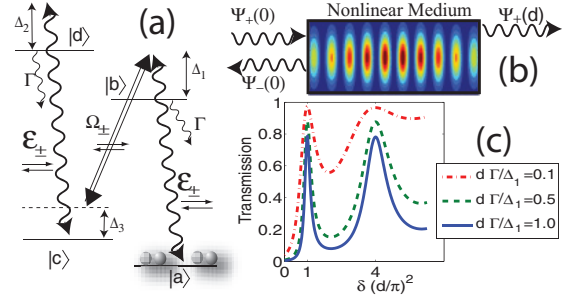 (a)
Δ₂
|d⟩
Γ
Δ₁
|b⟩
Γ
Ω±
ε±
ε±
Δ₃
|c⟩
|a⟩
Nonlinear Medium
Ψ₊(0)
Ψ₊(d)
Ψ₋(0)
(b)
(c)
Transmission
1
0.8
0.6
0.4
0.2
0
0 1 4
δ (d/π)²
d Γ/Δ₁=0.1
d Γ/Δ₁=0.5
d Γ/Δ₁=1.0